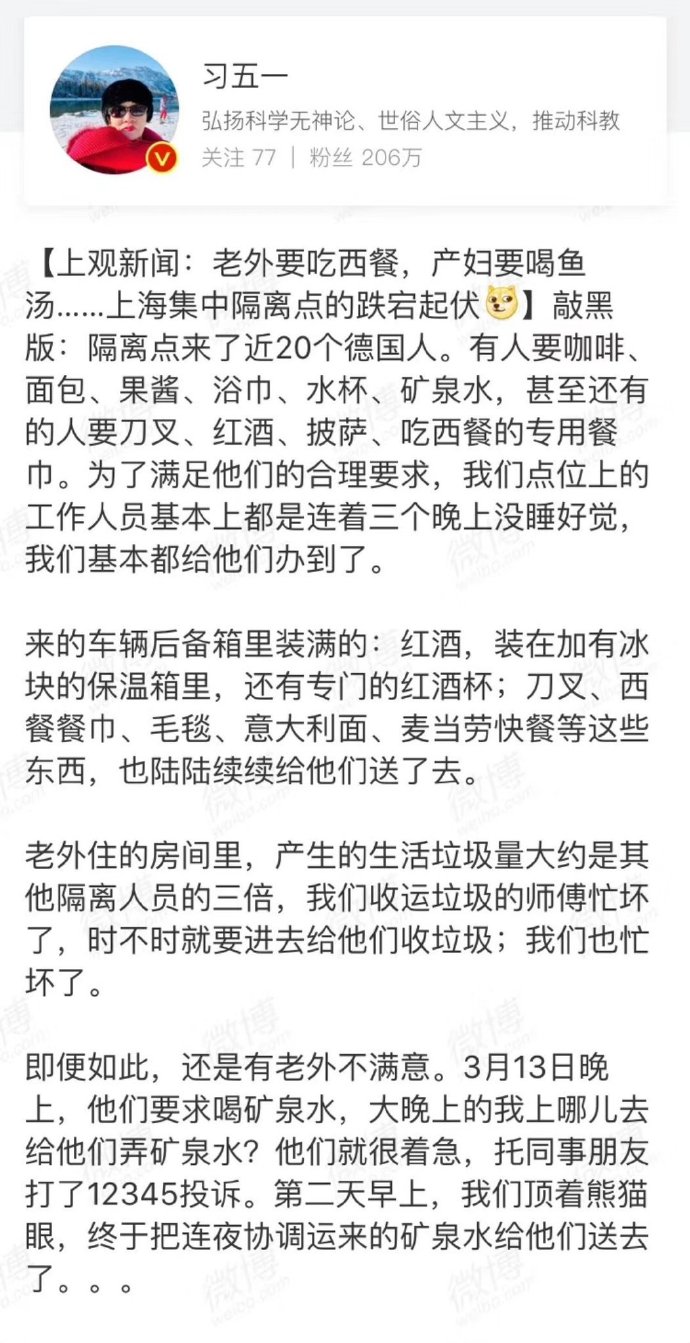 习五一
弘扬科学无神论、世俗人文主义，推动科教
关注 77 | 粉丝 206万
【上观新闻：老外要吃西餐，产妇要喝鱼
汤……上海集中隔离点的跌宕起伏】敲黑
版：隔离点来了近20个德国人。有人要咖啡、
面包、果酱、浴巾、水杯、矿泉水，甚至还有
的人要刀叉、红酒、披萨、吃西餐的专用餐
巾。为了满足他们的合理要求，我们点位上的
工作人员基本上都是连着三个晚上没睡好觉，
我们基本都给他们办到了。
来的车辆后备箱里装满的：红酒，装在加有冰
块的保温箱里，还有专门的红酒杯；刀叉、西
餐餐巾、毛毯、意大利面、麦当劳快餐等这些
东西，也陆陆续续给他们送了去。
老外住的房间里，产生的生活垃圾量大约是其
他隔离人员的三倍，我们收运垃圾的师傅忙坏
了，时不时就要进去给他们收垃圾；我们也忙
坏了。
即便如此，还是有老外不满意。3月13日晚
上，他们要求喝矿泉水，大晚上的我上哪儿去
给他们弄矿泉水？他们就很着急，托同事朋友
打了12345投诉。第二天早上，我们顶着熊猫
眼，终于把连夜协调运来的矿泉水给他们送去
了。。。